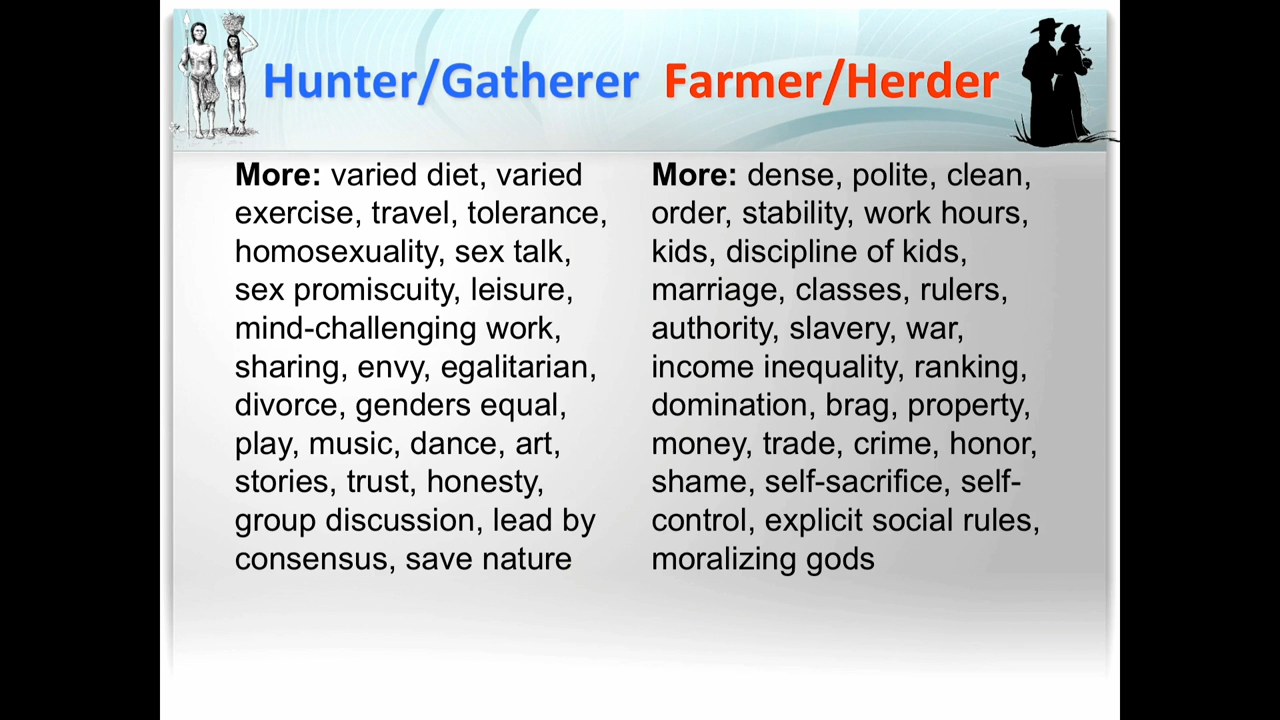 Hunter/Gatherer Farmer/Herder
More: varied diet, varied
exercise, travel, tolerance,
homosexuality, sex talk,
sex promiscuity, leisure,
mind-challenging work,
sharing, envy, egalitarian,
divorce, genders equal,
play, music, dance, art,
stories, trust, honesty,
group discussion, lead by
consensus, save nature
More: dense, polite, clean,
order, stability, work hours,
kids, discipline of kids,
marriage, classes, rulers,
authority, slavery, war,
income inequality, ranking,
domination, brag, property,
money, trade, crime, honor,
shame, self-sacrifice, self-
control, explicit social rules,
moralizing gods